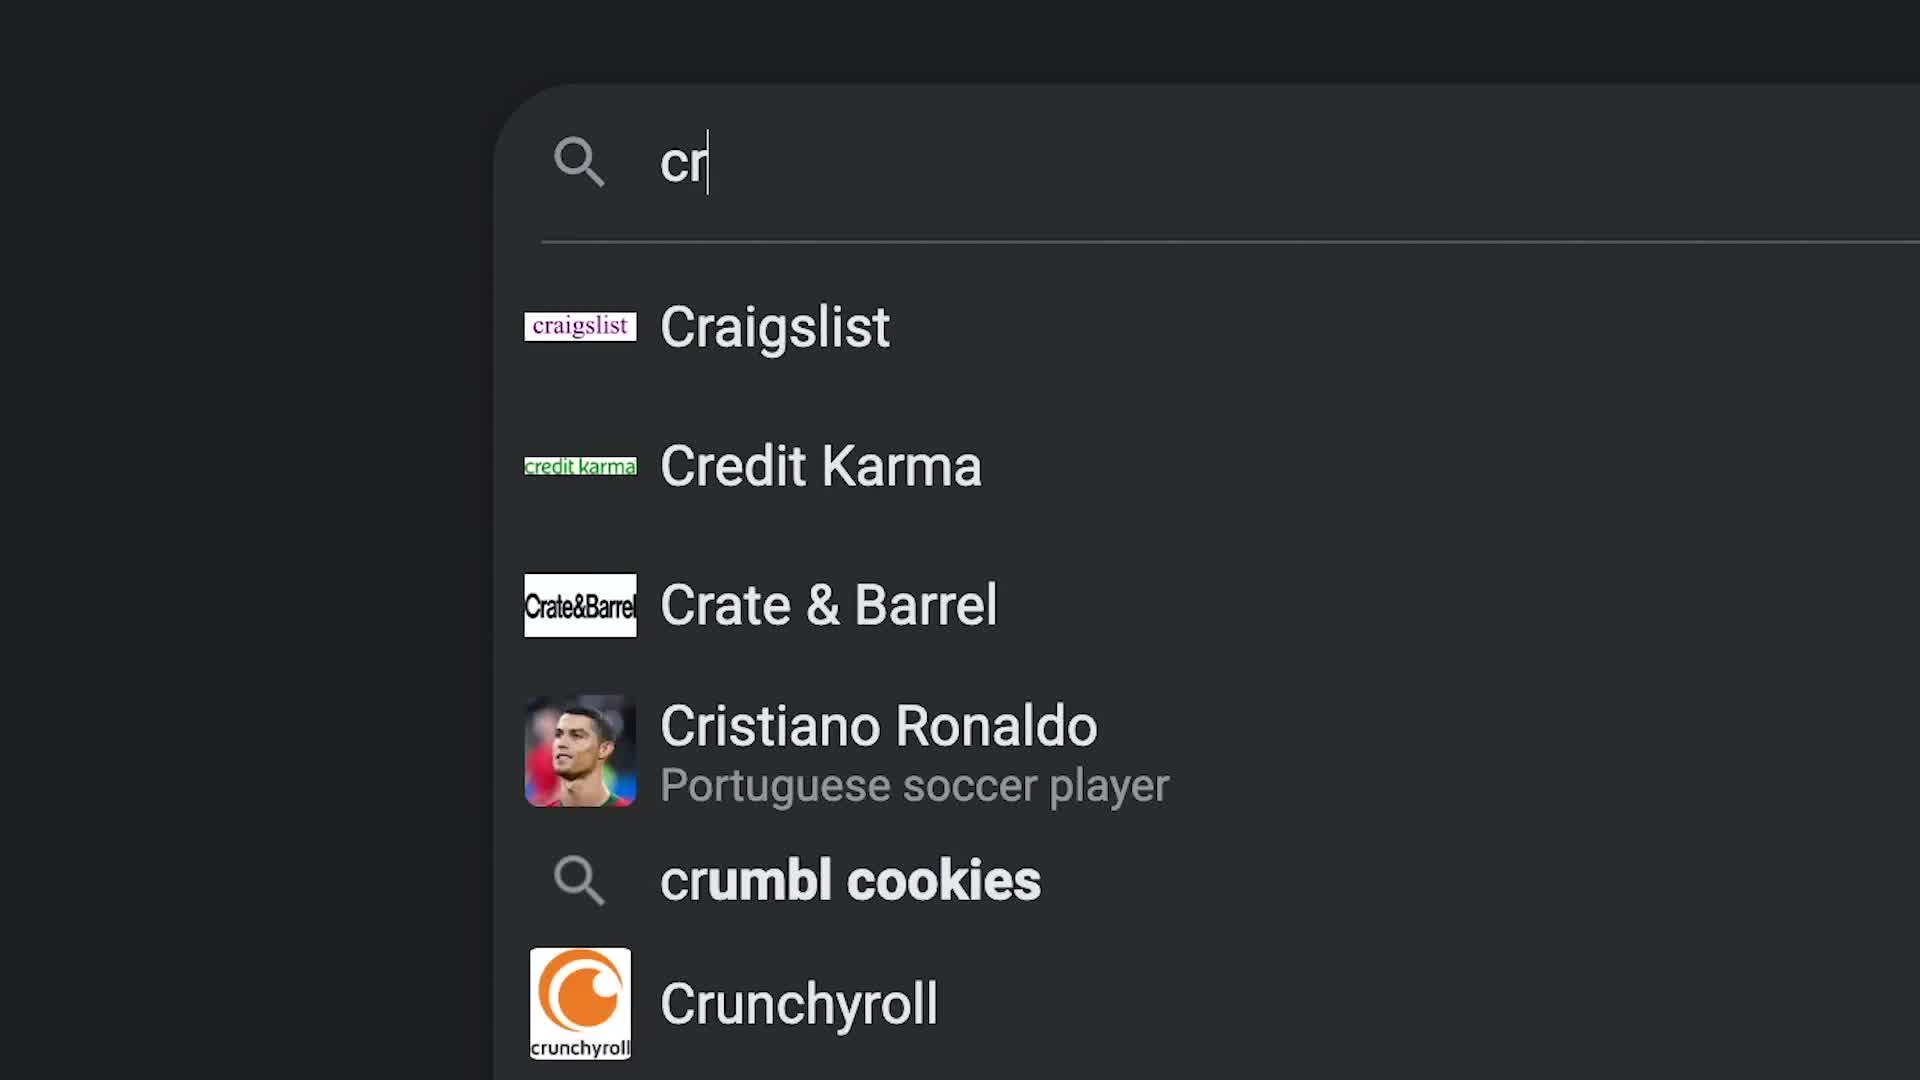 cr
craigslist Craigslist
credit karma Credit Karma
Crate&Barrel Crate & Barrel
Cristiano Ronaldo
Portuguese soccer player
crumbl cookies
Crunchyroll
crunchyroll